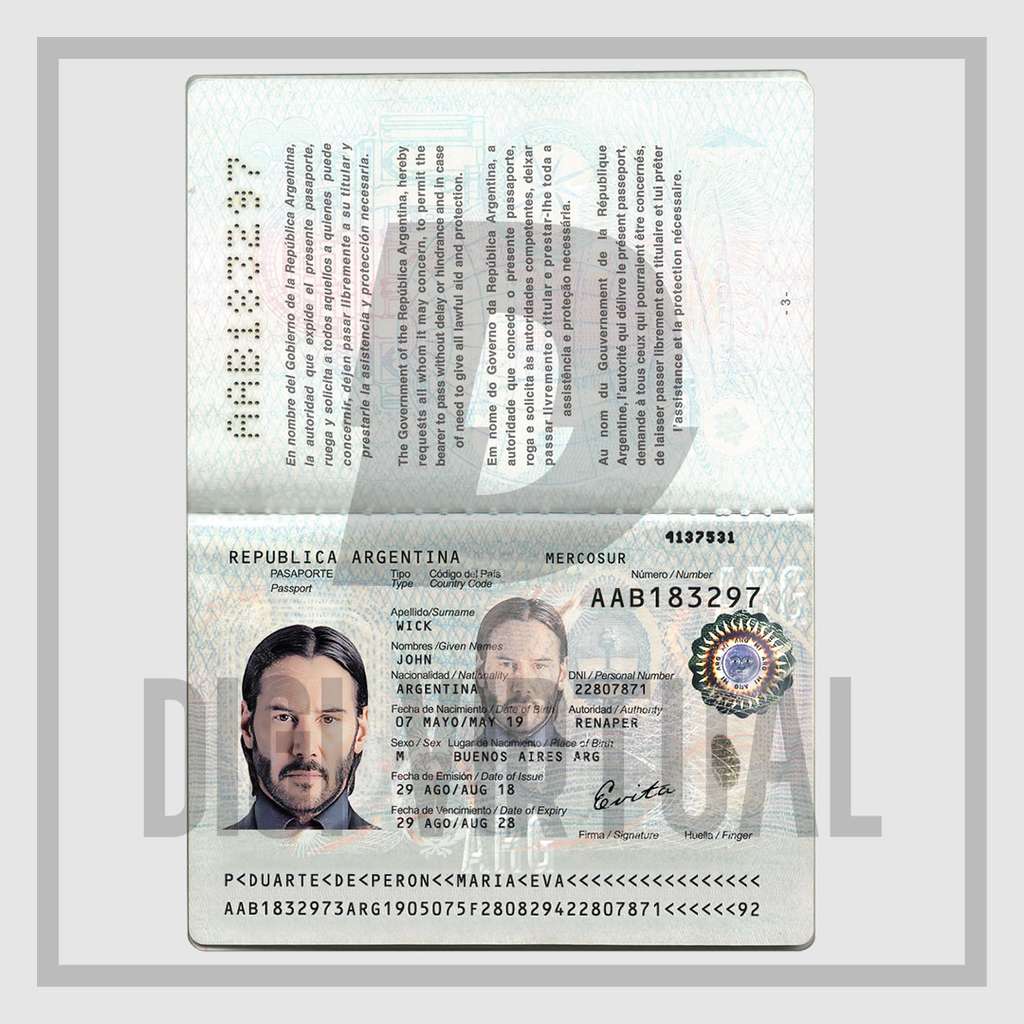 AAB183297
En nombre del Gobierno de la República Argentina,
la autoridad que expide el presente pasaporte,
ruega y solicita a todos aquellos a quienes puede
concernir, dejen pasar libremente a su titular y
prestarle la asistencia y protección necesaria.
The Government of the República Argentina, hereby
requests all whom it may concern, to permit the
bearer to pass without delay or hindrance and in case
of need to give all lawful aid and protection.
Em nome do Governo da República Argentina, a
autoridade que concede o presente passaporte,
roga e solicita às autoridades competentes, deixar
passar livremente o titular e prestar-lhe toda a
assistência e proteção necessária.
Au nom du Gouvernement de la République
Argentine, l'autorité qui délivre le présent passeport,
demande à tous ceux qui pourraient être concernés,
de laisser passer librement son titulaire et lui prêter
l'assistance et la protection nécessaire.
- 3 -
4137531
REPUBLICA ARGENTINA MERCOSUR
PASAPORTE Tipo Código del País Número / Number
Passport Type Country Code
AAB183297
Apellido/Surname
WICK
Nombres /Given Names
JOHN
Nacionalidad / Nationality DNI / Personal Number
ARGENTINA 22807871
Fecha de Nacimiento / Date of Birth Autoridad / Authority
07 MAYO/MAY 19 RENAPER
Sexo / Sex Lugar de Nacimiento / Place of Birth
M BUENOS AIRES ARG
Fecha de Emisión / Date of Issue
29 AGO/AUG 18
Evita
Fecha de Vencimiento / Date of Expiry
29 AGO/AUG 28
Firma / Signature Huella / Finger
ARG
P<DUARTE<DE<PERON<<MARIA<EVA<<<<<<<<<<<<<<<<<
AAB1832973ARG1905075F280829422807871<<<<<<92